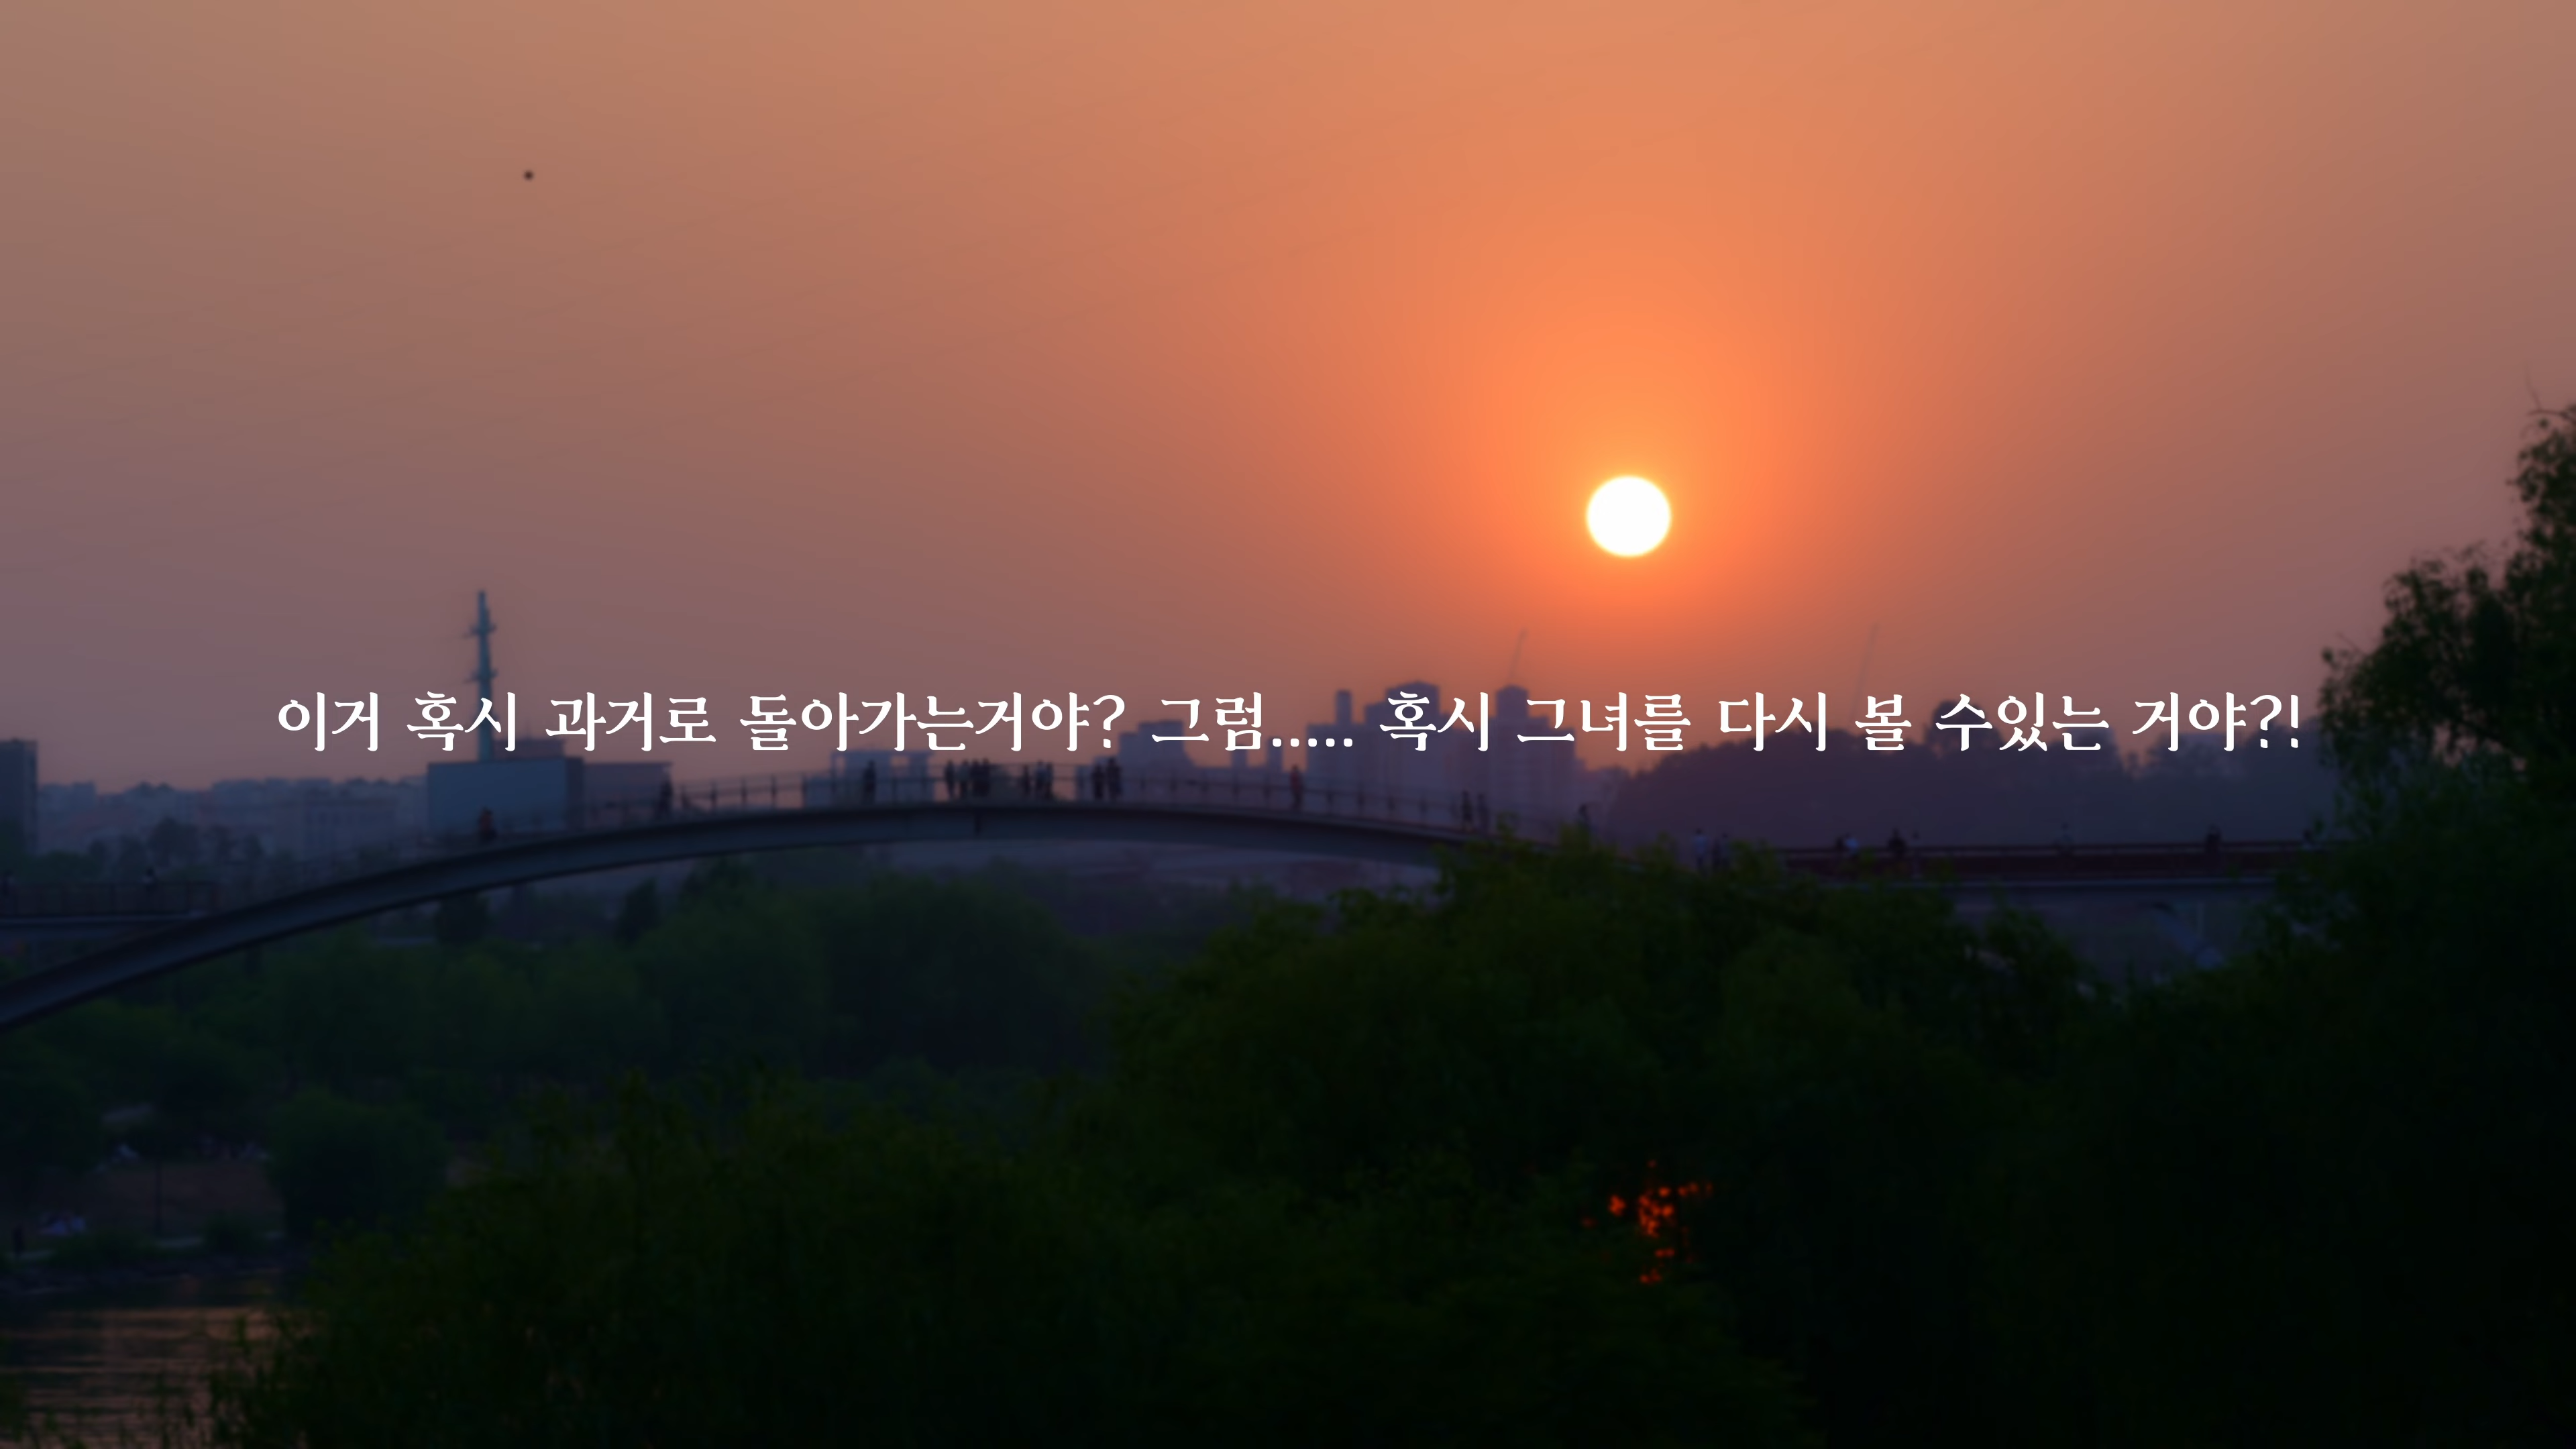 이거 혹시 과거로 돌아가는거야? 그럼..... 혹시 그녀를 다시 볼 수있는 거야?!